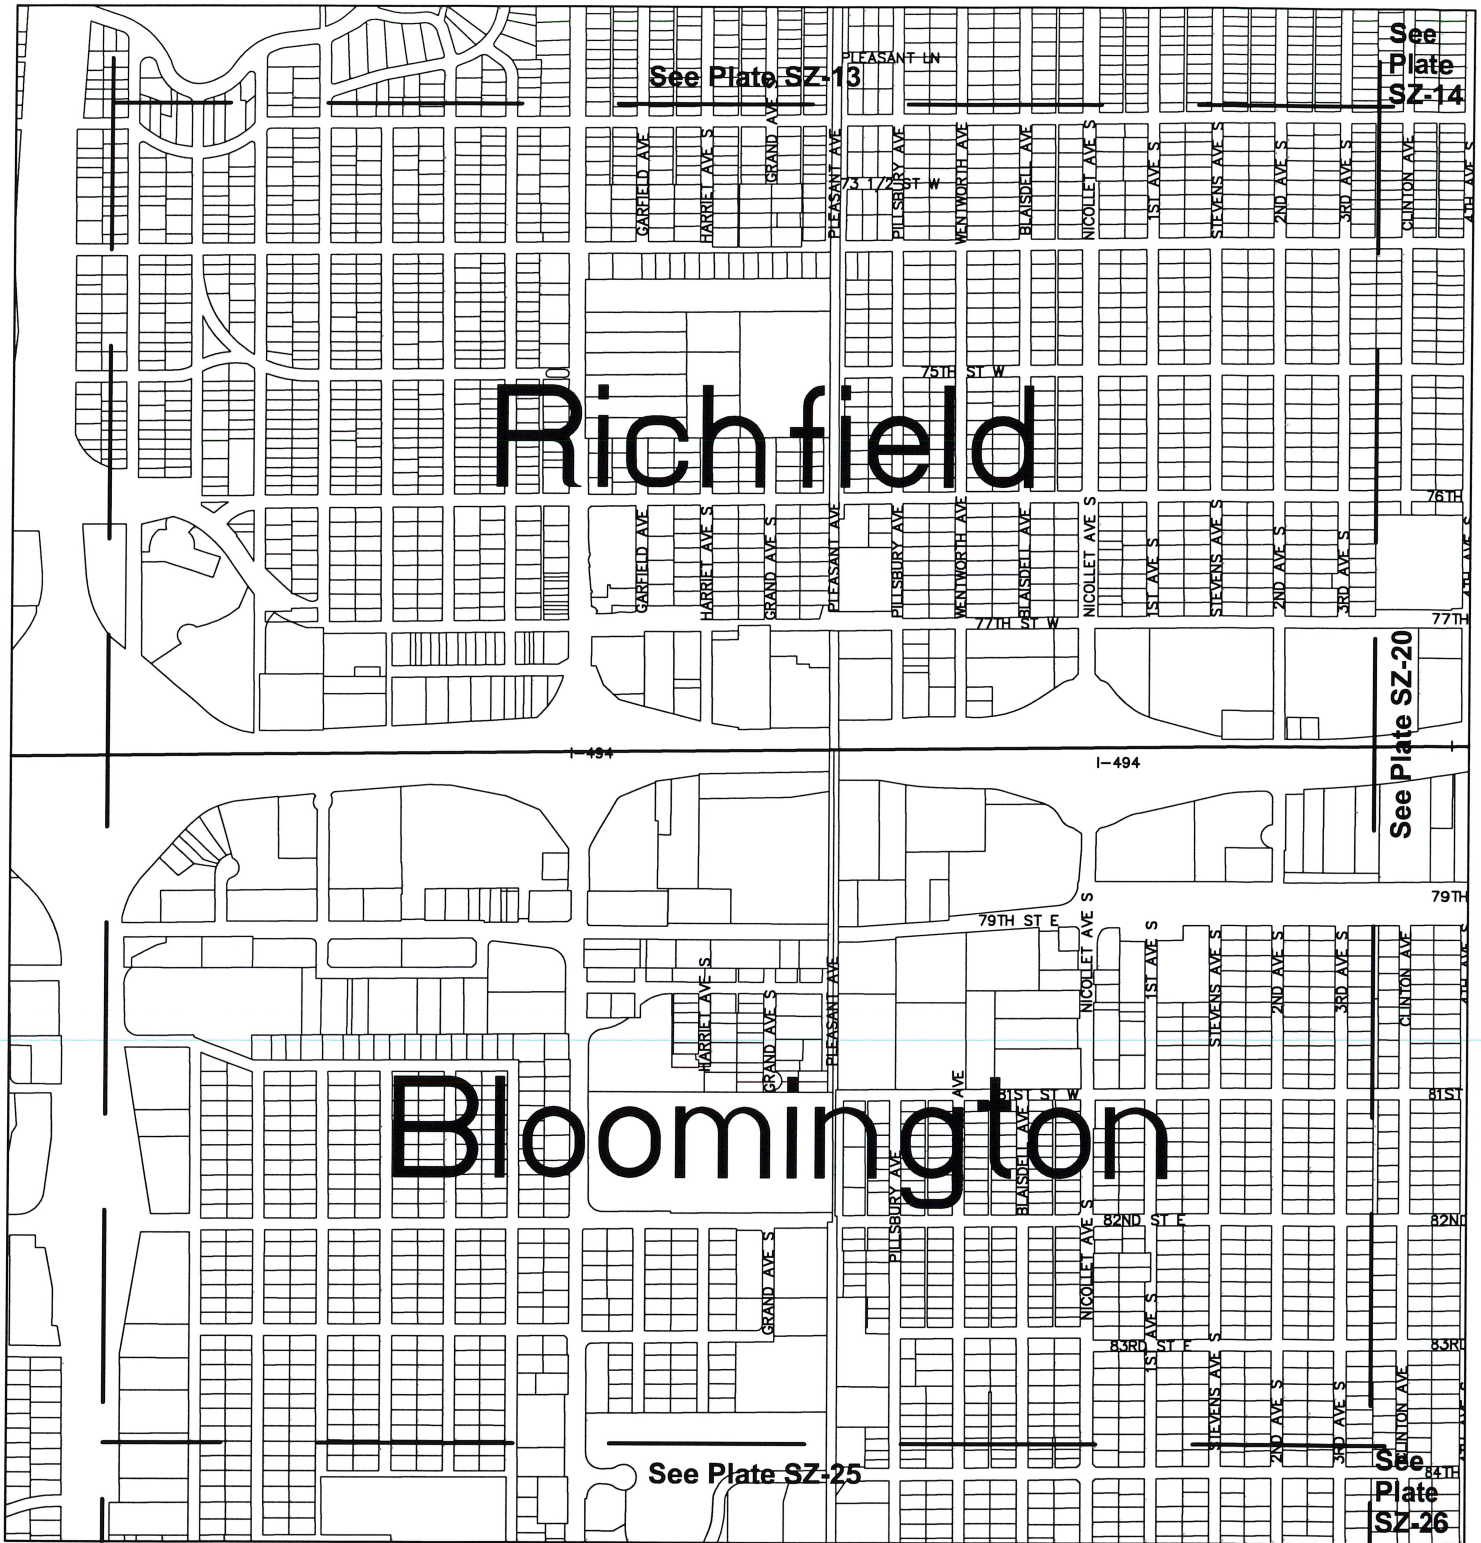 See
Plate
SZ-14
PLEASANT LN
See Plate SZ-13
GRAND AVE S
GARFIELD AVE
HARRIET AVE S
PLEASANT AVE
PILLSBURY AVE
WENTWORTH AVE
BLAISDELL AVE
NICOLLET AVE S
1ST AVE S
STEVENS AVE S
2ND AVE S
3RD AVE S
CLINTON AVE
4TH AVE S
73 1/2 ST W
75TH ST W
Richfield
76TH
GARFIELD AVE
HARRIET AVE S
GRAND AVE S
PLEASANT AVE
PILLSBURY AVE
WENTWORTH AVE
BLAISDELL AVE
NICOLLET AVE S
1ST AVE S
STEVENS AVE S
2ND AVE S
3RD AVE S
77TH ST W
77TH
See Plate SZ-20
I-494
I-494
79TH
79TH ST E
NICOLLET AVE S
HARRIET AVE S
GRAND AVE S
PLEASANT AVE
1ST AVE S
STEVENS AVE S
2ND AVE S
3RD AVE S
CLINTON AVE
AVE
81ST ST W
81ST
Bloomington
PILLSBURY AVE
BLAISDELL AVE
82ND ST E
82ND
GRAND AVE S
NICOLLET AVE S
83RD ST E
83RD
1ST AVE S
STEVENS AVE S
2ND AVE S
3RD AVE S
CLINTON AVE
See Plate SZ-25
84TH
See
Plate
SZ-26